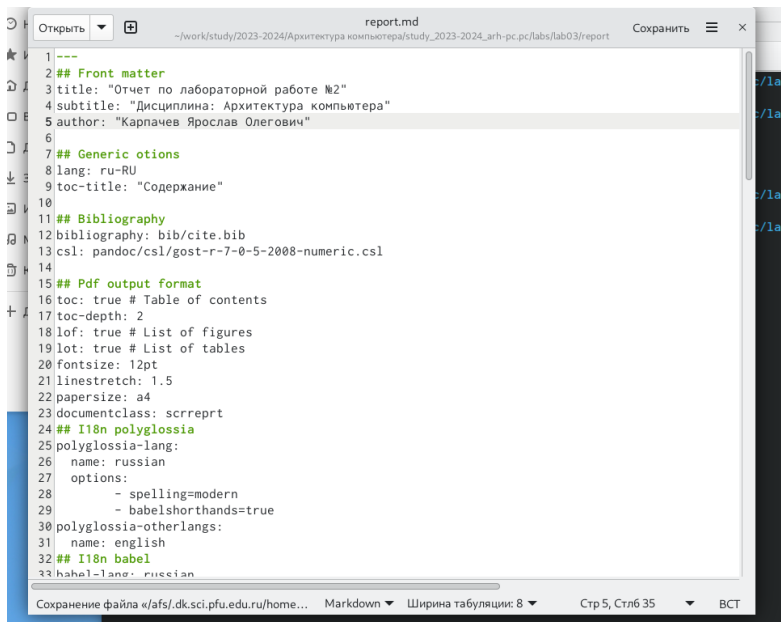 Открыть
report.md
~/work/study/2023-2024/Архитектура компьютера/study_2023-2024_arh-pc.pc/labs/lab03/report
Сохранить
1 ---
2 ## Front matter
3 title: "Отчет по лабораторной работе №2"
4 subtitle: "Дисциплина: Архитектура компьютера"
5 author: "Карпачев Ярослав Олегович"
6
7 ## Generic otions
8 lang: ru-RU
9 toc-title: "Содержание"
10
11 ## Bibliography
12 bibliography: bib/cite.bib
13 csl: pandoc/csl/gost-r-7-0-5-2008-numeric.csl
14
15 ## Pdf output format
16 toc: true # Table of contents
17 toc-depth: 2
18 lof: true # List of figures
19 lot: true # List of tables
20 fontsize: 12pt
21 linestretch: 1.5
22 papersize: a4
23 documentclass: scrreprt
24 ## I18n polyglossia
25 polyglossia-lang:
26   name: russian
27   options:
28         - spelling=modern
29         - babelshorthands=true
30 polyglossia-otherlangs:
31   name: english
32 ## I18n babel
33 babel-lang: russian
Сохранение файла «/afs/.dk.sci.pfu.edu.ru/home...
Markdown
Ширина табуляции: 8
Стр 5, Стлб 35
ВСТ
c/la
c/la
c/la
c/la